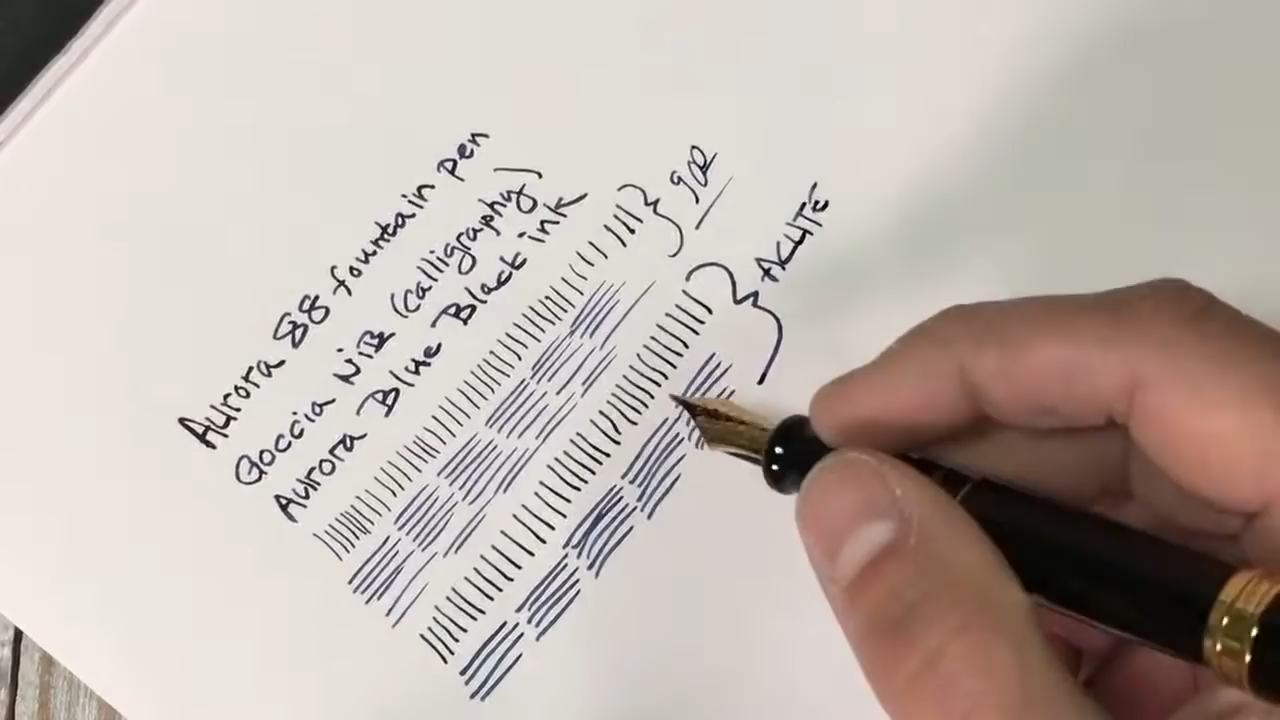 Aurora 88 fountain pen
Goccia NiB (Calligraphy)
Aurora Blue Black ink
90
ACUTE